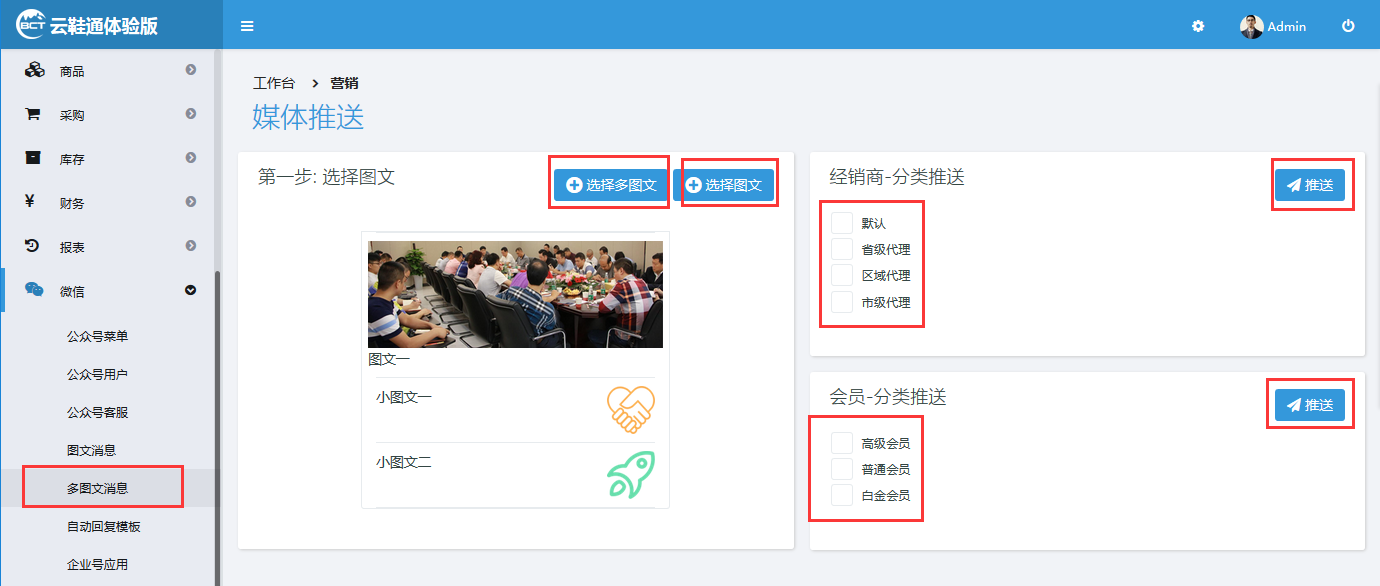 BCT 云鞋通体验版
Admin
商品
采购
库存
¥ 财务
报表
微信
公众号菜单
公众号用户
公众号客服
图文消息
多图文消息
自动回复模板
企业号应用
工作台 > 营销
媒体推送
第一步: 选择图文
选择多图文
选择图文
图文一
小图文一
小图文二
经销商-分类推送
推送
默认
省级代理
区域代理
市级代理
会员-分类推送
推送
高级会员
普通会员
白金会员